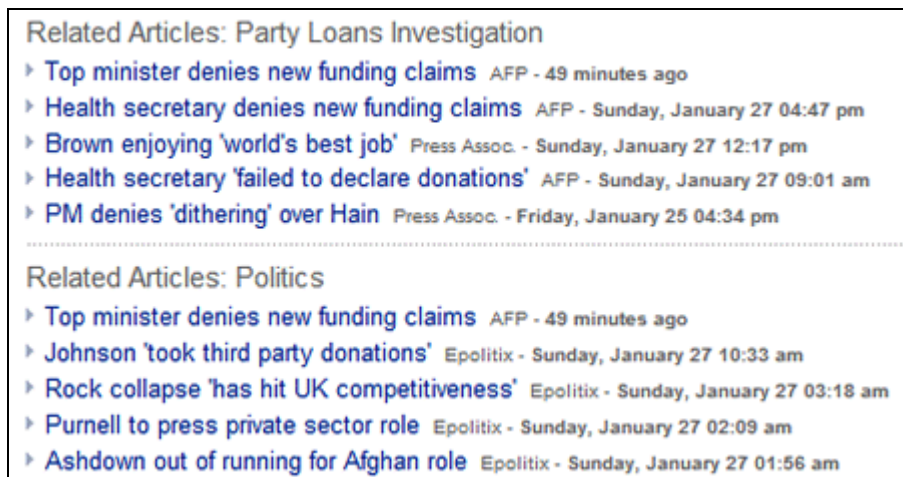 Related Articles: Party Loans Investigation
Top minister denies new funding claims AFP - 49 minutes ago
Health secretary denies new funding claims AFP - Sunday, January 27 04:47 pm
Brown enjoying 'world's best job' Press Assoc. - Sunday, January 27 12:17 pm
Health secretary 'failed to declare donations' AFP - Sunday, January 27 09:01 am
PM denies 'dithering' over Hain Press Assoc. - Friday, January 25 04:34 pm
Related Articles: Politics
Top minister denies new funding claims AFP - 49 minutes ago
Johnson 'took third party donations' Epolitix - Sunday, January 27 10:33 am
Rock collapse 'has hit UK competitiveness' Epolitix - Sunday, January 27 03:18 am
Purnell to press private sector role Epolitix - Sunday, January 27 02:09 am
Ashdown out of running for Afghan role Epolitix - Sunday, January 27 01:56 am